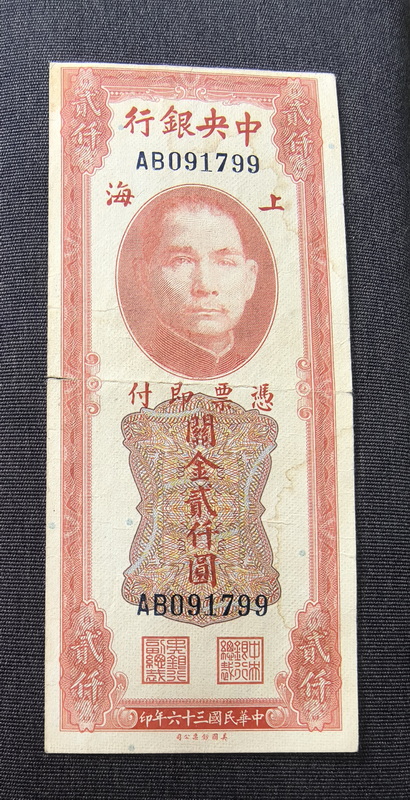 貳仟 貳仟
中央銀行
AB091799
上海
憑票即付
關金貳仟圓
AB091799
貳仟 貳仟
中華民國三十六年印